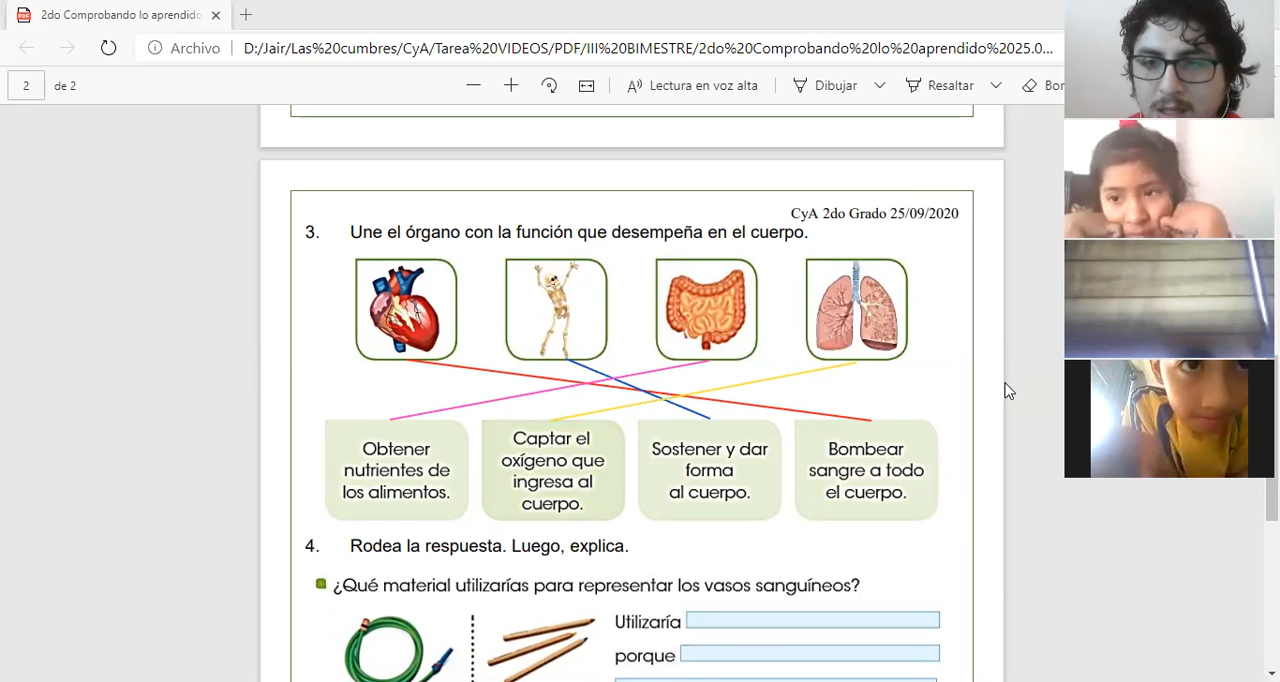 2do Comprobando lo aprendido
Archivo
D:/Jair/Las%20cumbres/CyA/Tarea%20VIDEOS/PDF/III%20BIMESTRE/2do%20Comprobando%20lo%20aprendido%2025.0...
2
de 2
Lectura en voz alta
Dibujar
Resaltar
Bor
CyA 2do Grado 25/09/2020
3. Une el órgano con la función que desempeña en el cuerpo.
Obtener
nutrientes de
los alimentos.
Captar el
oxígeno que
ingresa al
cuerpo.
Sostener y dar
forma
al cuerpo.
Bombear
sangre a todo
el cuerpo.
4. Rodea la respuesta. Luego, explica.
¿Qué material utilizarías para representar los vasos sanguíneos?
Utilizaría
porque